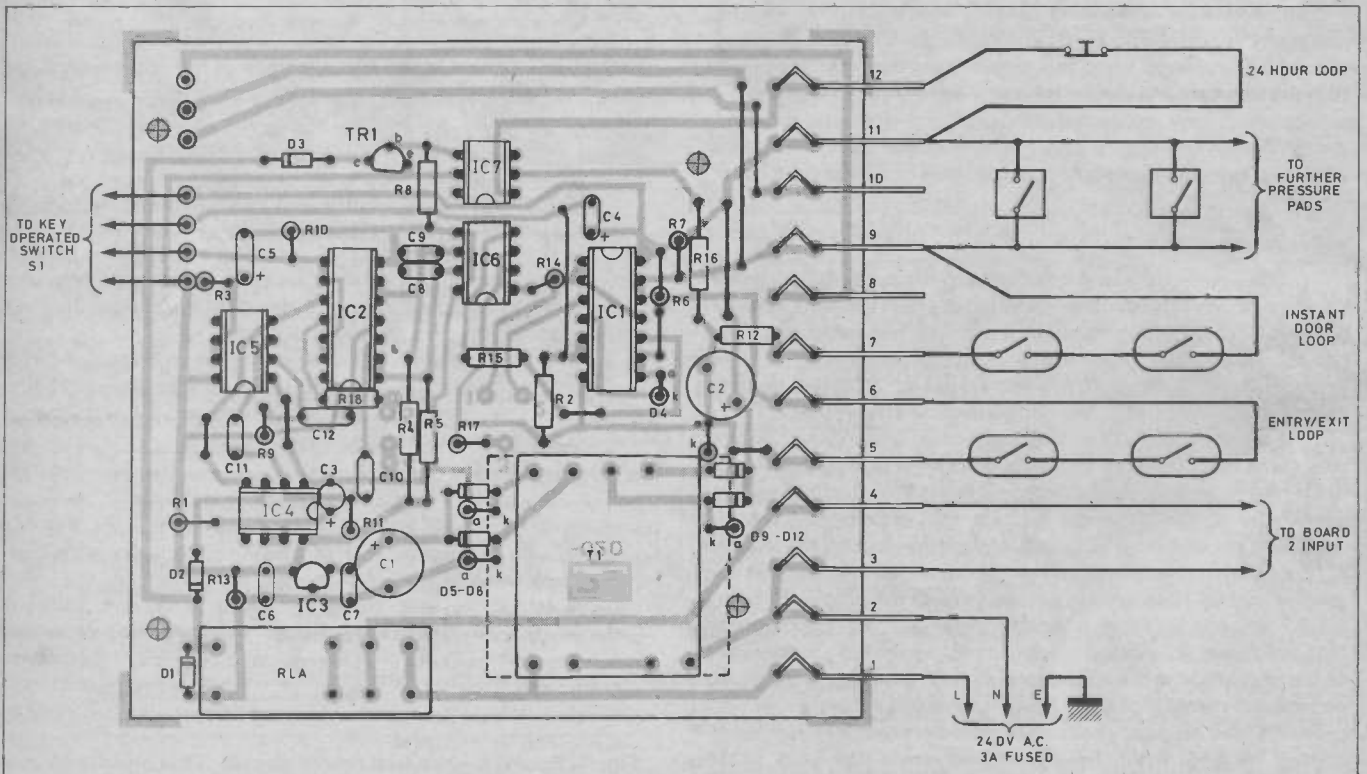 12
24 HOUR LOOP
TR1
b
c
e
D3
IC7
11
R8
TO
FURTHER
PRESSURE
PADS
10
TO KEY
OPERATED
SWITCH
S1
C4
+
R7
R10
C5
+
C9
C8
IC6
R14
R16
9
R3
IC2
IC1
R6
8
INSTANT
DOOR
LOOP
IC5
R12
7
R15
C2
+
R18
R2
D4
k
6
C12
R4
R5
R17
ENTRY/EXIT
LOOP
C11
R9
k
5
C3
+
C10
4
R1
IC4
R11
a
k
k
a
D9-D12
TO BOARD
2 INPUT
+
C1
T1
3
D2
R13
a
k
D5-D8
C6
IC3
C7
2
D1
RLA
1
L
N
E
240V A.C.
3A FUSED